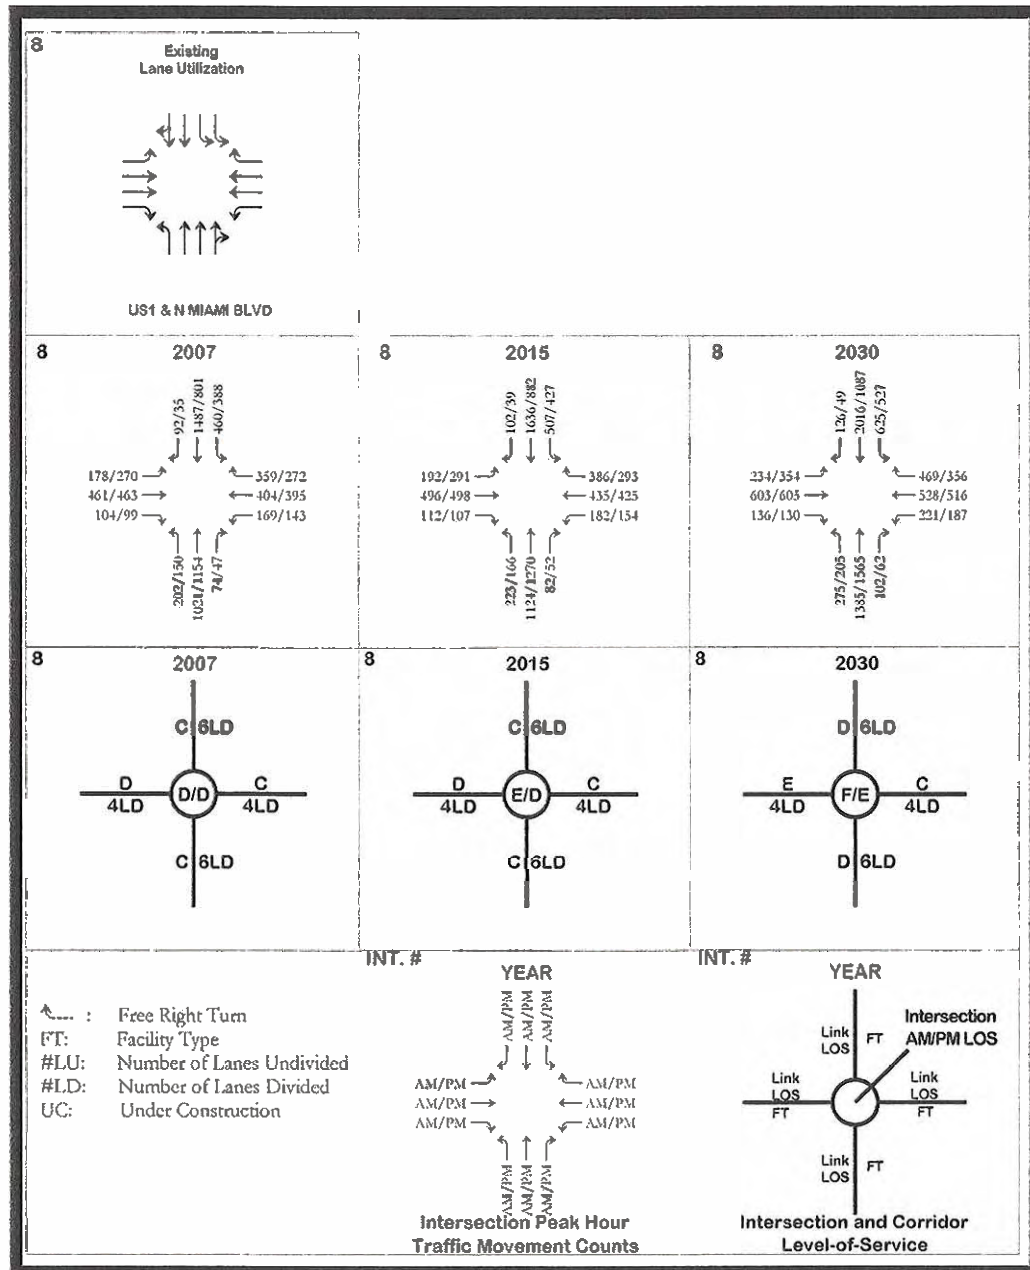 8
Existing
Lane Utilization
US1 & N MIAMI BLVD
8
2007
92/35
1487/801
460/388
178/270
461/463
104/99
359/272
404/395
169/143
202/150
1154
74/47
8
2015
102/39
1636/882
507/427
192/291
496/498
112/107
386/293
435/425
182/154
223/166
1124/1270
82/52
8
2030
126/49
2016/1087
625/527
234/354
603/605
136/130
469/356
528/516
221/187
275/205
1385/1565
102/62
8
2007
C 6LD
D
4LD
D/D
C
4LD
C 6LD
8
2015
C 6LD
D
4LD
E/D
C
4LD
C 6LD
8
2030
D 6LD
E
4LD
F/E
C
4LD
D 6LD
: Free Right Turn
FT: Facility Type
#LU: Number of Lanes Undivided
#LD: Number of Lanes Divided
UC: Under Construction
INT. #
YEAR
AM/PM
AM/PM
AM/PM
AM/PM
AM/PM
AM/PM
AM/PM
AM/PM
AM/PM
AM/PM
AM/PM
AM/PM
Intersection Peak Hour
Traffic Movement Counts
INT. #
YEAR
Intersection
AM/PM LOS
Link
LOS
FT
Link
LOS
FT
Link
LOS
FT
Link
LOS
FT
Intersection and Corridor
Level-of-Service